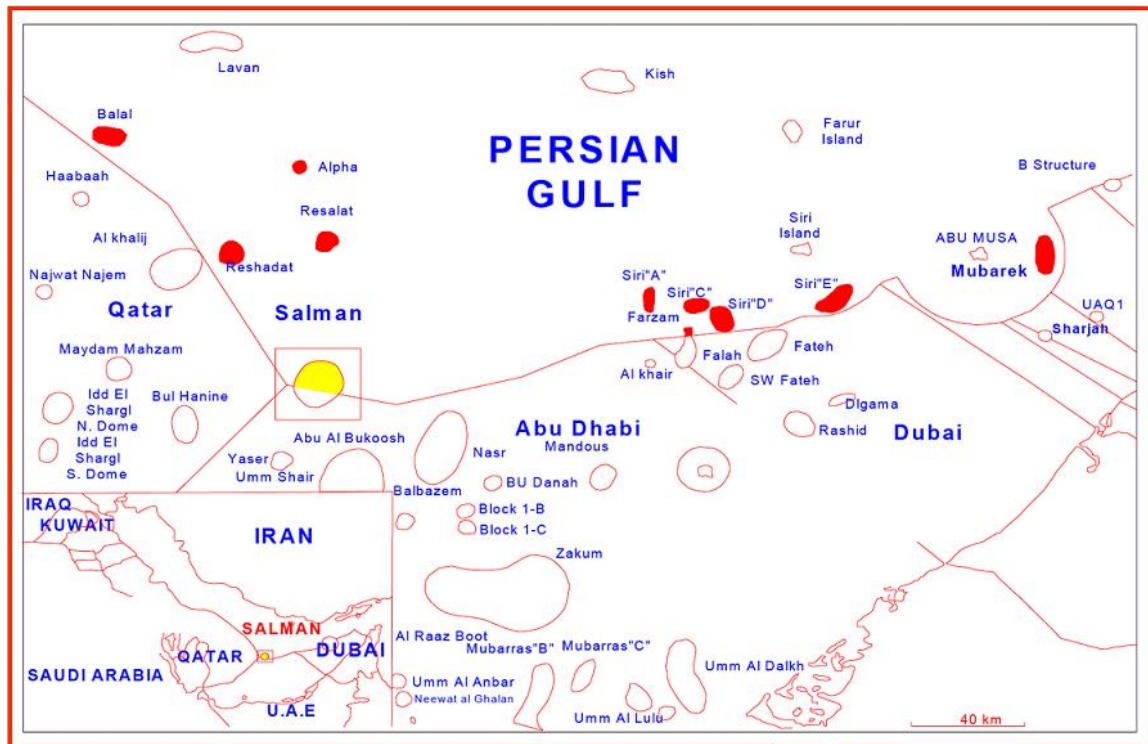 Lavan
Kish
Balal
Farur
Island
PERSIAN
GULF
B Structure
Alpha
Haabaah
Resalat
Siri
Island
Al khalij
ABU MUSA
Mubarek
Reshadat
Najwat Najem
Siri"A"
Siri"C"
Siri"D"
Siri"E"
Qatar
Salman
Farzam
UAQ1
Sharjah
Maydam Mahzam
Falah
Fateh
Al khair
SW Fateh
Idd El
Shargl
N. Dome
Bul Hanine
DIgama
Idd El
Shargl
S. Dome
Abu Al Bukoosh
Abu Dhabi
Mandous
Rashid
Dubai
Yaser
Umm Shair
Nasr
Balbazem
BU Danah
Block 1-B
Block 1-C
IRAQ
KUWAIT
IRAN
Zakum
SALMAN
QATAR
DUBAI
SAUDI ARABIA
U.A.E
Al Raaz Boot
Mubarras"B"
Mubarras"C"
Umm Al Dalkh
Umm Al Anbar
Neewat al Ghalan
Umm Al Lulu
40 km